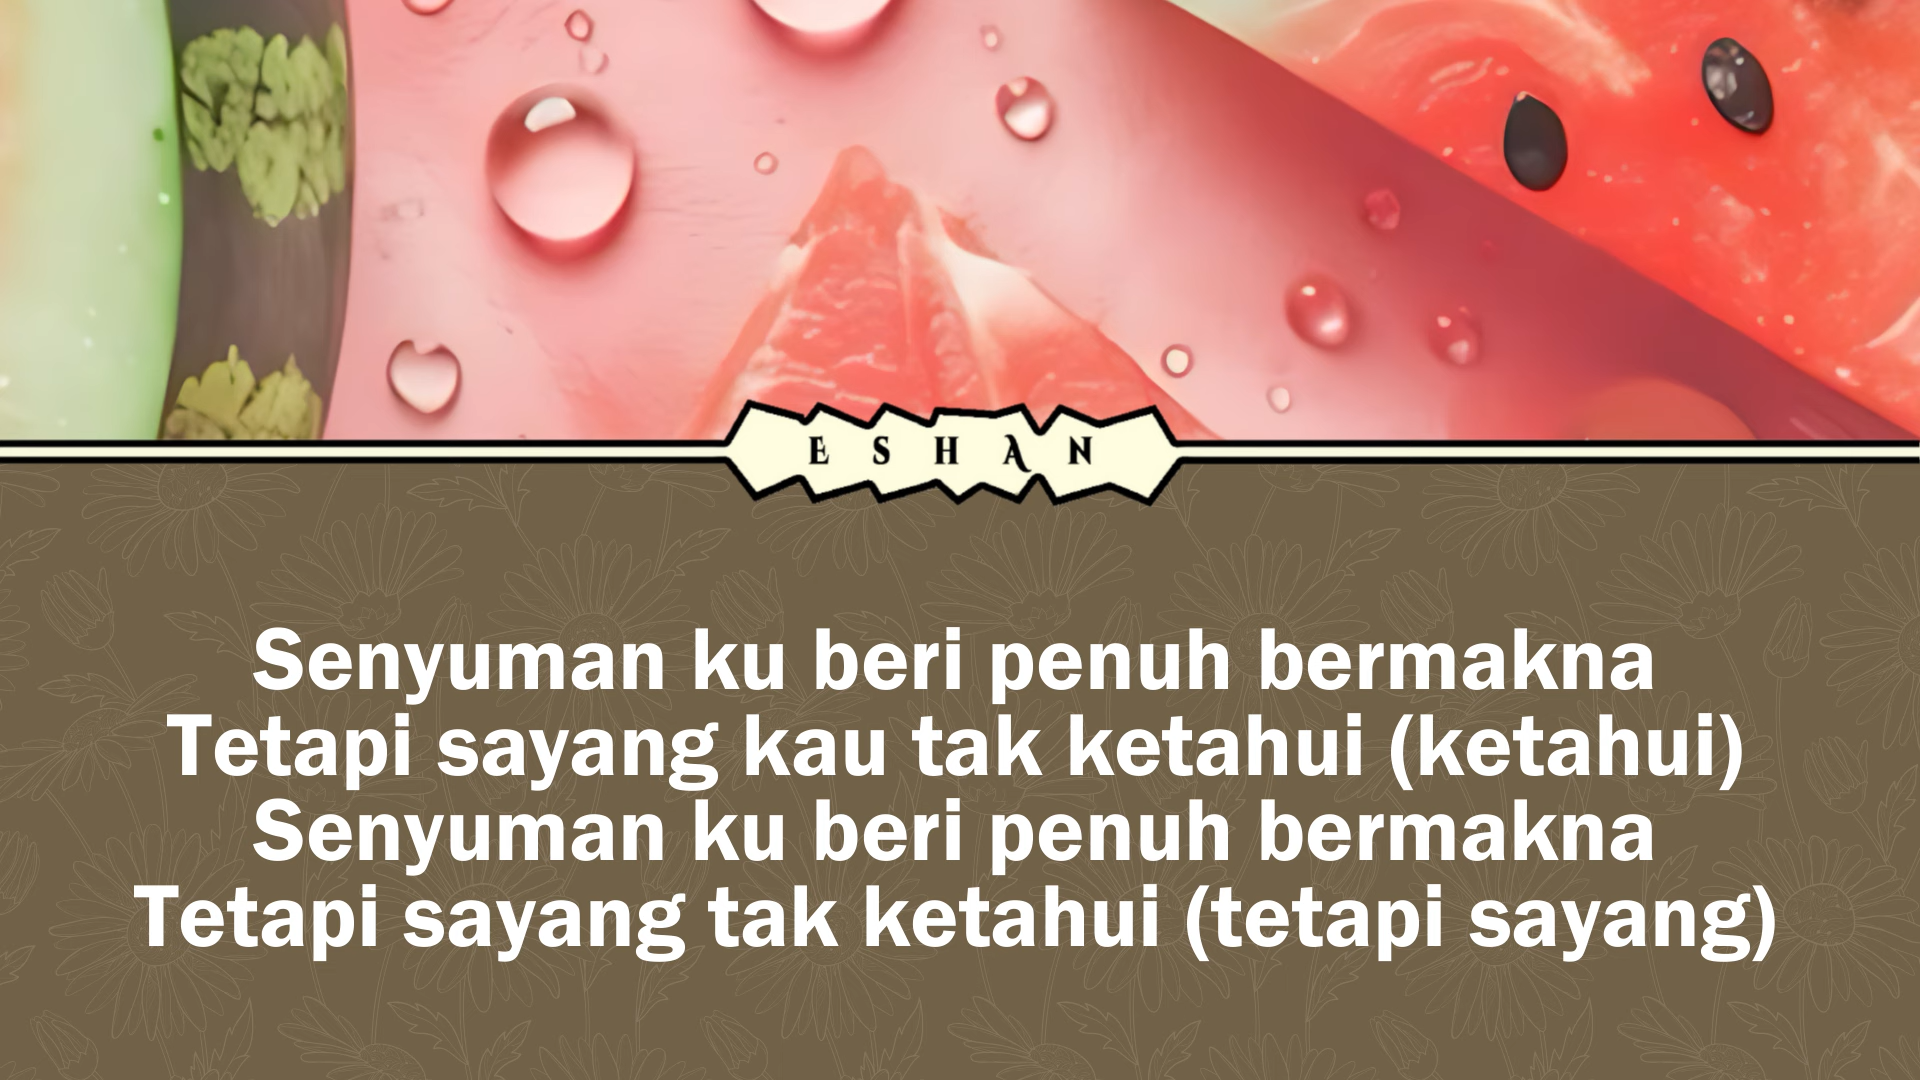 E S H A N
Senyuman ku beri penuh bermakna
Tetapi sayang kau tak ketahui (ketahui)
Senyuman ku beri penuh bermakna
Tetapi sayang tak ketahui (tetapi sayang)